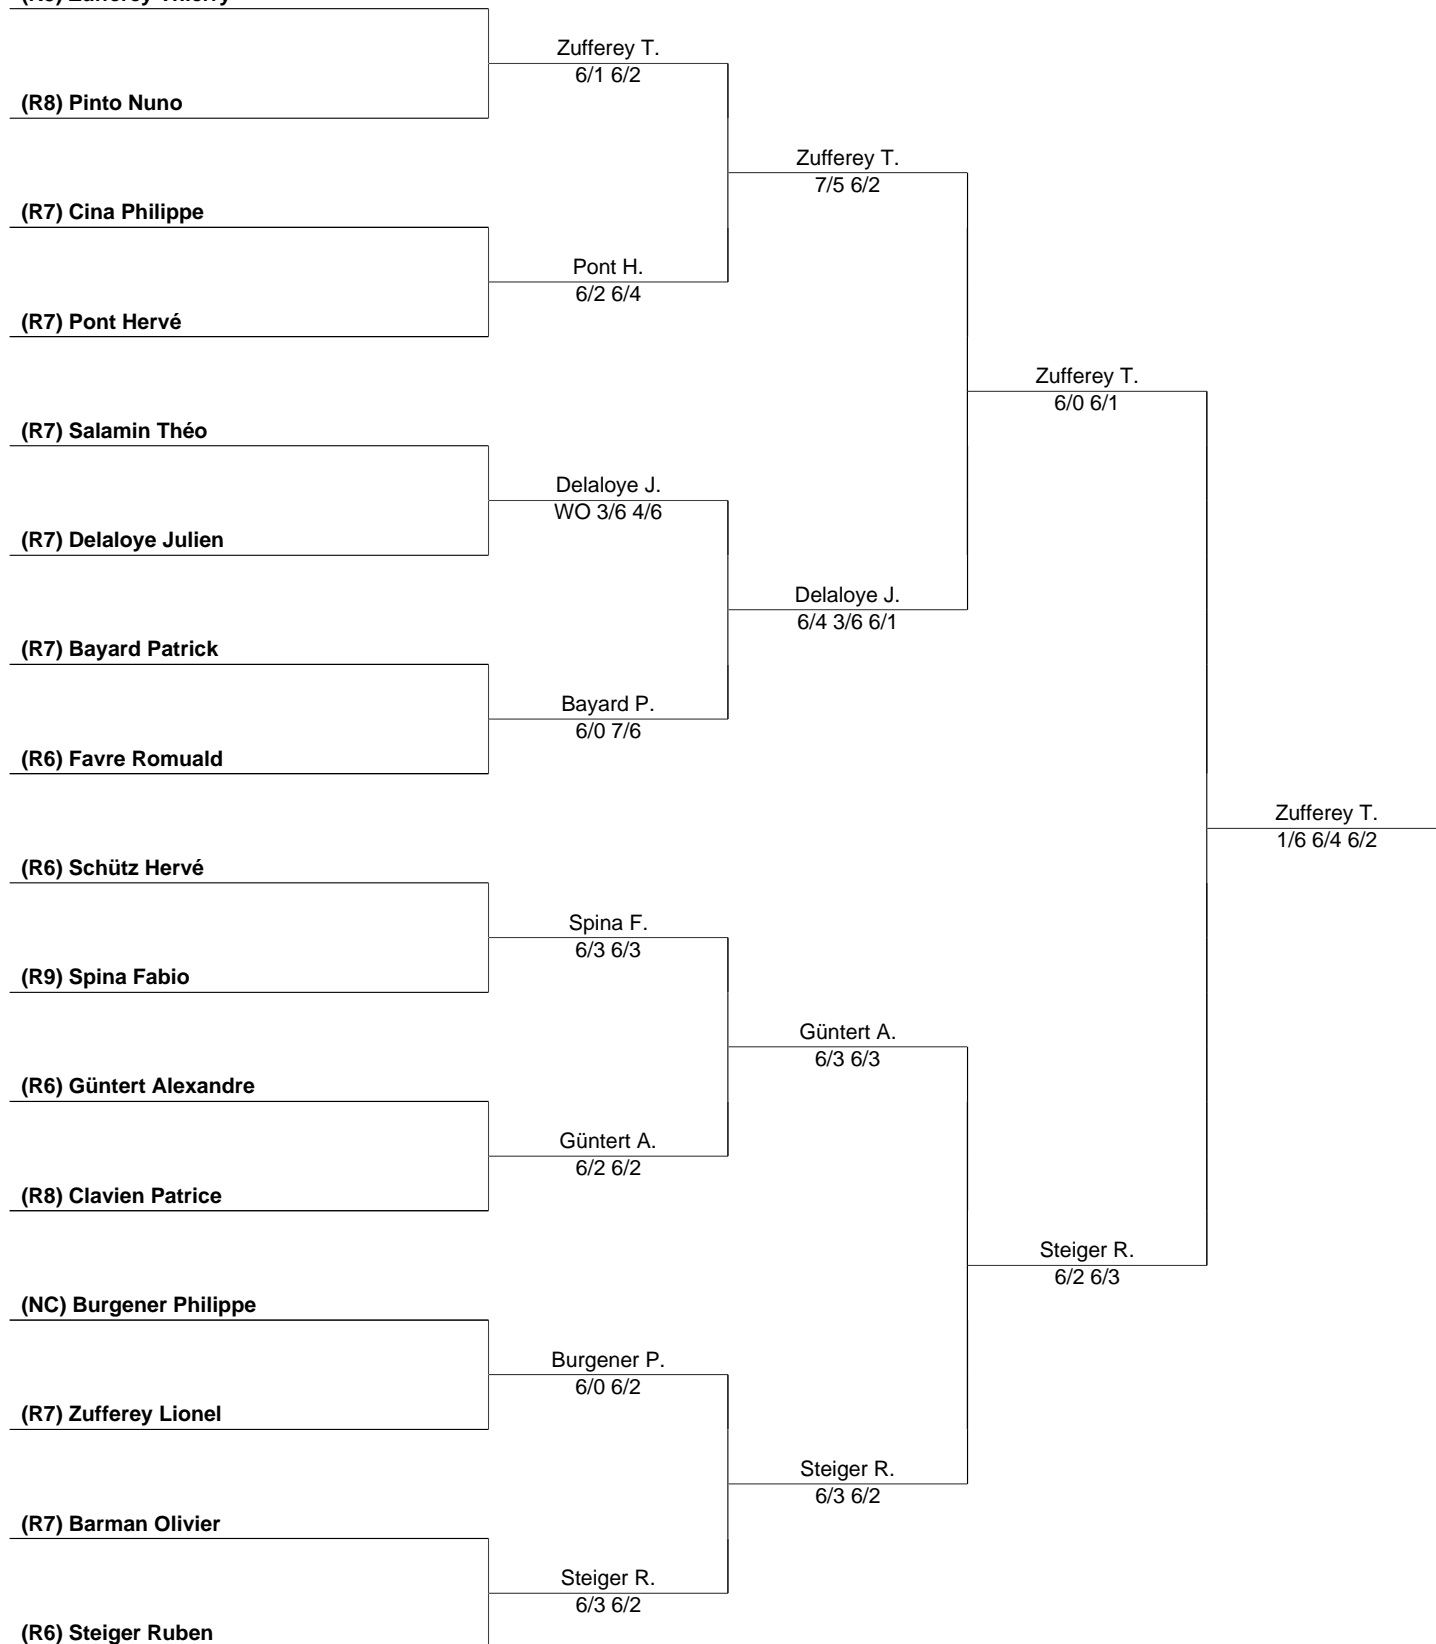 Zufferey T.
6/1 6/2
(R8) Pinto Nuno
Zufferey T.
7/5 6/2
(R7) Cina Philippe
Pont H.
6/2 6/4
(R7) Pont Hervé
Zufferey T.
6/0 6/1
(R7) Salamin Théo
Delaloye J.
WO 3/6 4/6
(R7) Delaloye Julien
Delaloye J.
6/4 3/6 6/1
(R7) Bayard Patrick
Bayard P.
6/0 7/6
(R6) Favre Romuald
Zufferey T.
1/6 6/4 6/2
(R6) Schütz Hervé
Spina F.
6/3 6/3
(R9) Spina Fabio
Güntert A.
6/3 6/3
(R6) Güntert Alexandre
Güntert A.
6/2 6/2
(R8) Clavien Patrice
Steiger R.
6/2 6/3
(NC) Burgener Philippe
Burgener P.
6/0 6/2
(R7) Zufferey Lionel
Steiger R.
6/3 6/2
(R7) Barman Olivier
Steiger R.
6/3 6/2
(R6) Steiger Ruben